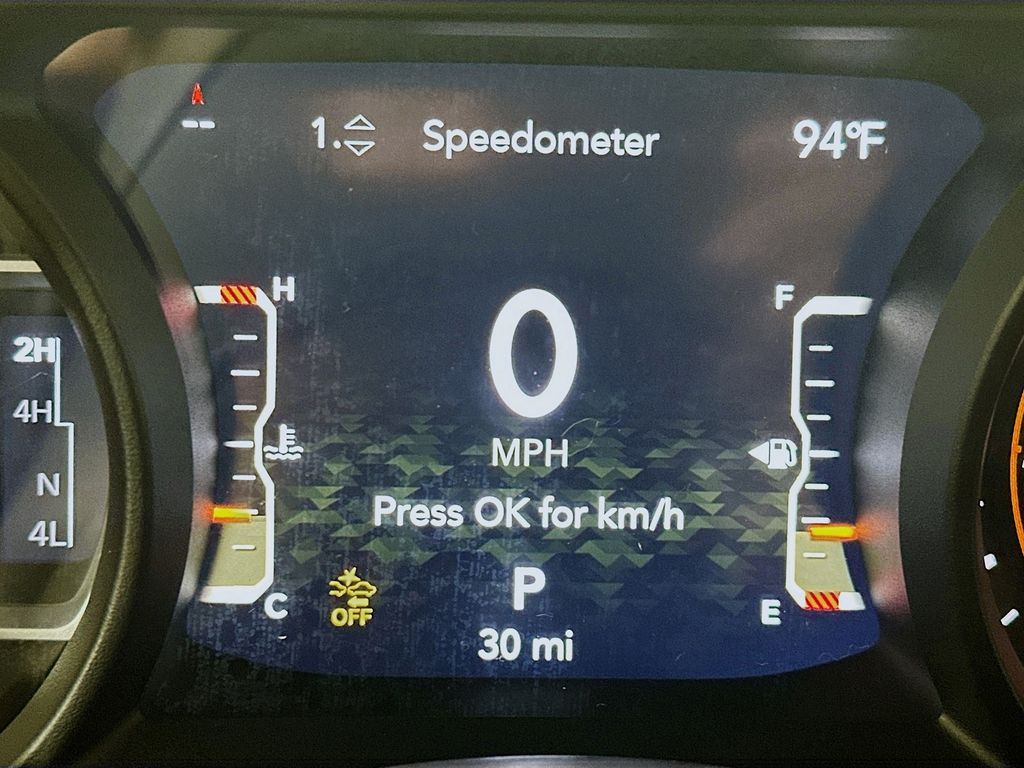 --
1. Speedometer 94°F
H
F
0
2H
4H
MPH
N
Press OK for km/h
4L
P
C
OFF
E
30 mi